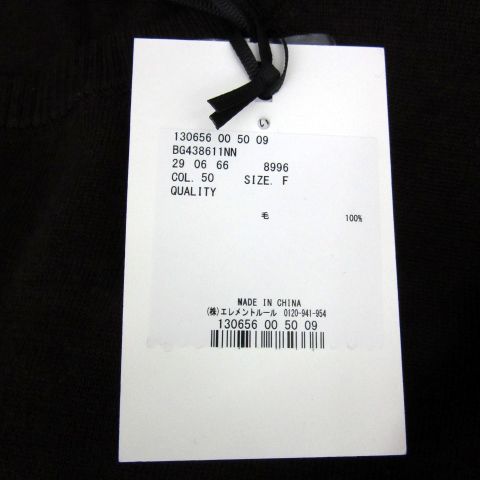 い
130656 00 50 09
BG438611NN
29 06 66 8996
COL. 50 SIZE. F
QUALITY
毛 100%
MADE IN CHINA
(株)エレメントルール 0120-941-954
130656 00 50 09